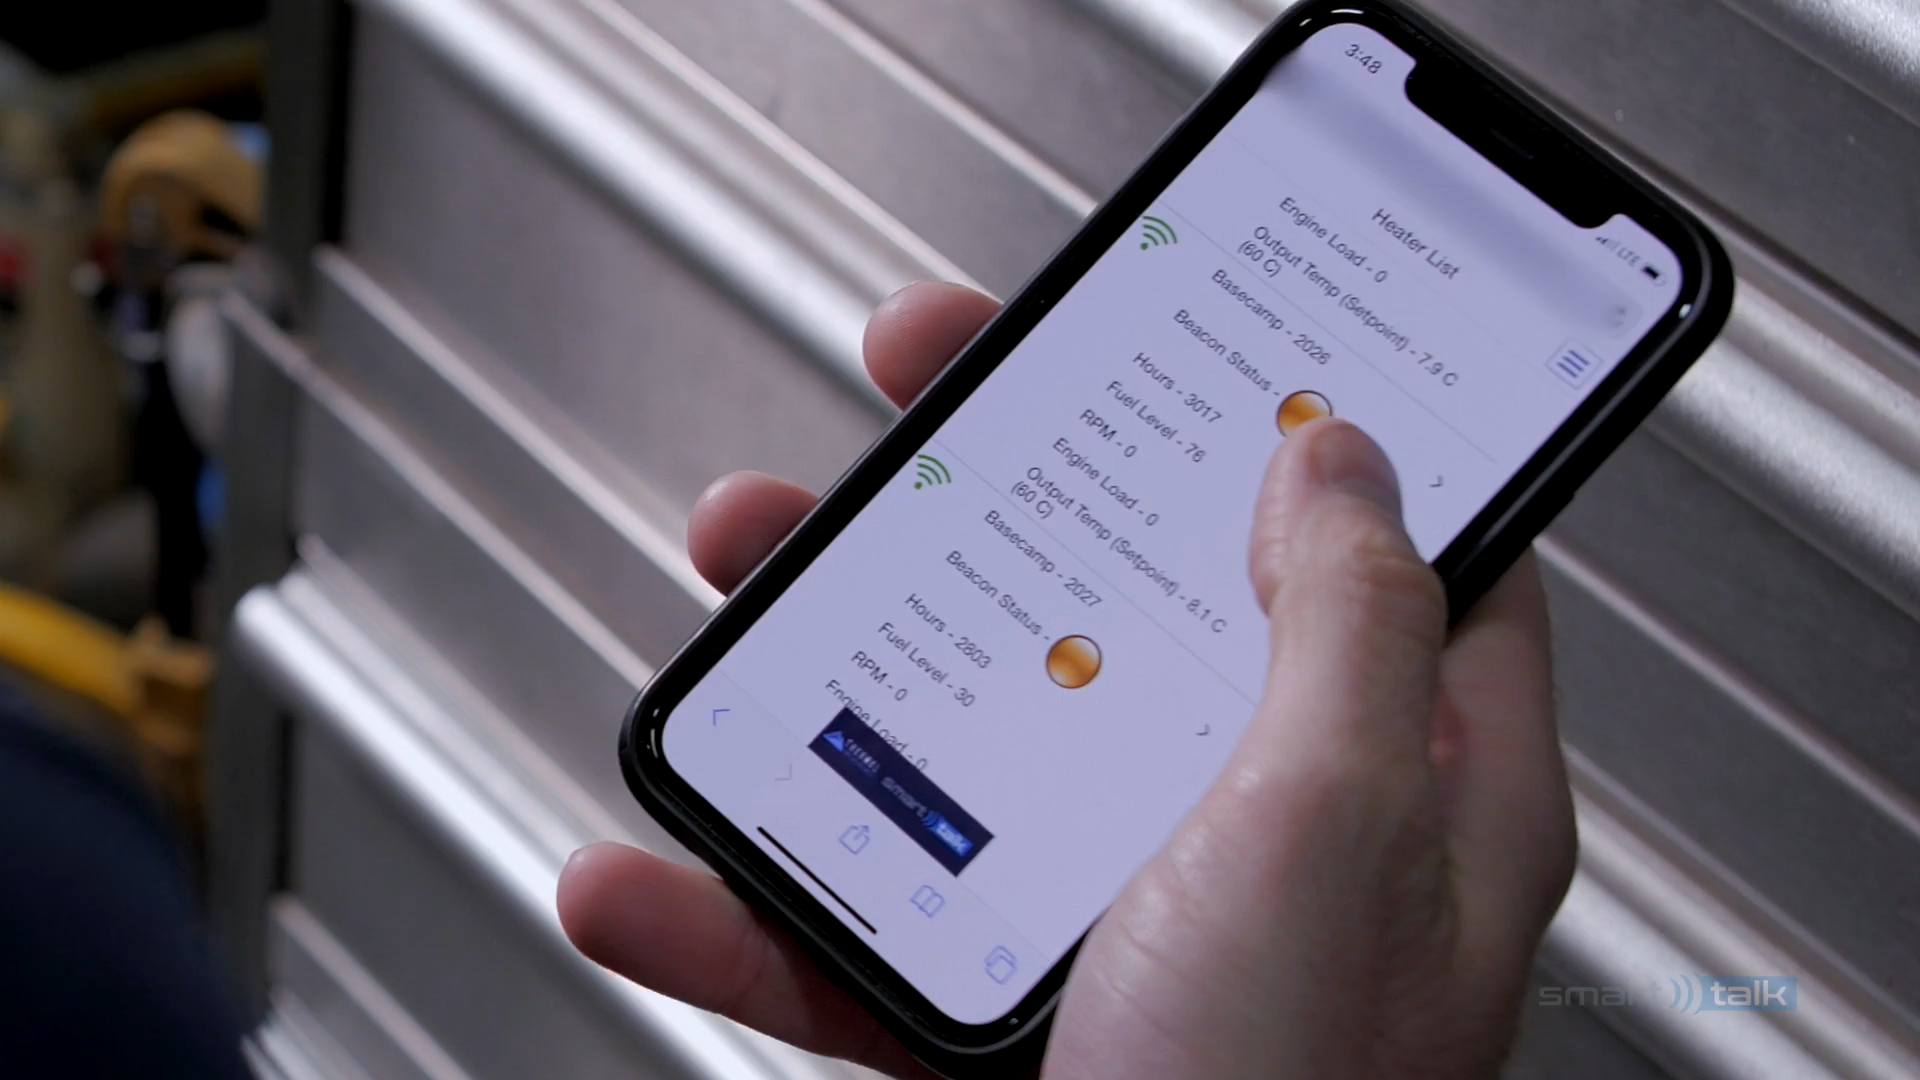 3:48
LTE
Heater List
Engine Load - 0
Output Temp (Setpoint) - 7.9 C
(60 C)
Basecamp - 2026
Beacon Status -
Hours - 3017
Fuel Level - 76
RPM - 0
Engine Load - 0
Output Temp (Setpoint) - 8.1 C
(60 C)
Basecamp - 2027
Beacon Status -
Hours - 2803
Fuel Level - 30
RPM - 0
Engine Load - 0
smart talk
smart talk